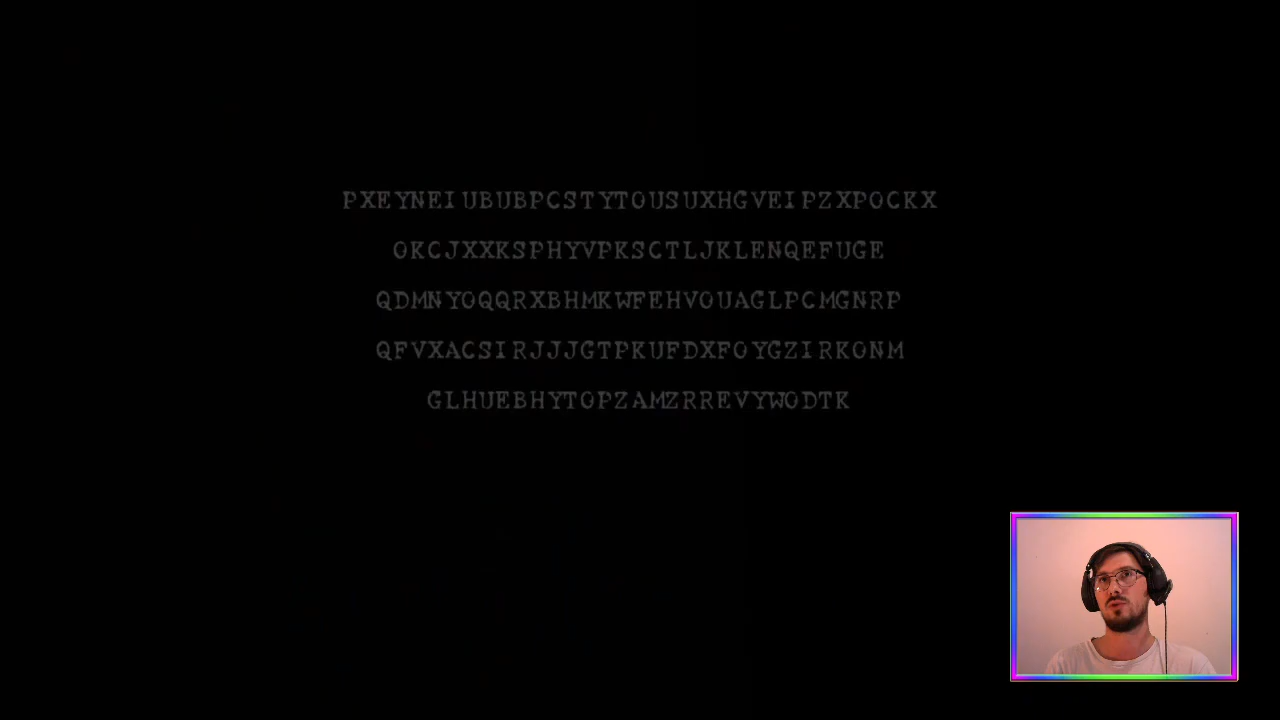 PXEYNEIUBUBPCSTYTOUSUXHGVEIPZXPOCKX
OKCJXXKSPHYVPKSCTLJKLENQEFUGE
QDMNYOQQRXBHMKWFEHVOUAGLPCMGNRP
QFVXACSIRJJJGTPKUFDXFOYGZIRKONM
GLHUEBHYTOPZAMZRREVYWODTK